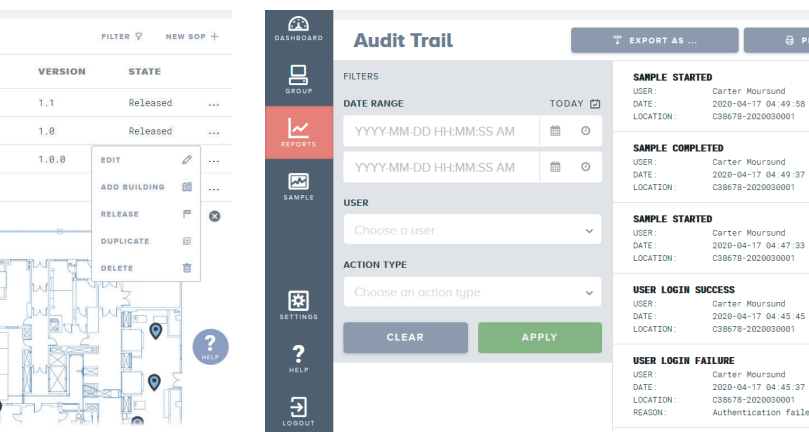 FILTER
NEW SOP +
VERSION STATE
1.1 Released ...
1.0 Released ...
1.0.0 ...
EDIT
ADD BUILDING ...
RELEASE
DUPLICATE
DELETE
?
HELP
DASHBOARD
GROUP
REPORTS
SAMPLE
SETTINGS
?
HELP
LOGOUT
Audit Trail
EXPORT AS ...
FILTERS
DATE RANGE TODAY
YYYY-MM-DD HH:MM:SS AM
YYYY-MM-DD HH:MM:SS AM
USER
Choose a user
ACTION TYPE
Choose an action type
CLEAR
APPLY
SAMPLE STARTED
USER: Carter Moursund
DATE: 2020-04-17 04:49:58
LOCATION: C38678-2020030001
SAMPLE COMPLETED
USER: Carter Moursund
DATE: 2020-04-17 04:49:37
LOCATION: C38678-2020030001
SAMPLE STARTED
USER: Carter Moursund
DATE: 2020-04-17 04:47:33
LOCATION: C38678-2020030001
USER LOGIN SUCCESS
USER: Carter Moursund
DATE: 2020-04-17 04:45:45
LOCATION: C38678-2020030001
USER LOGIN FAILURE
USER: Carter Moursund
DATE: 2020-04-17 04:45:37
LOCATION: C38678-2020030001
REASON: Authentication faile